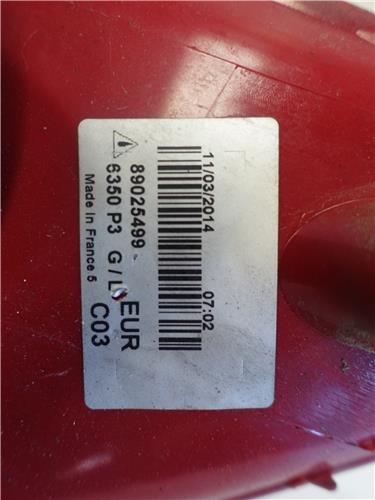 11/03/2014 07:02
89025499 - EUR
6350 P3 G / L C03
Made In France.5